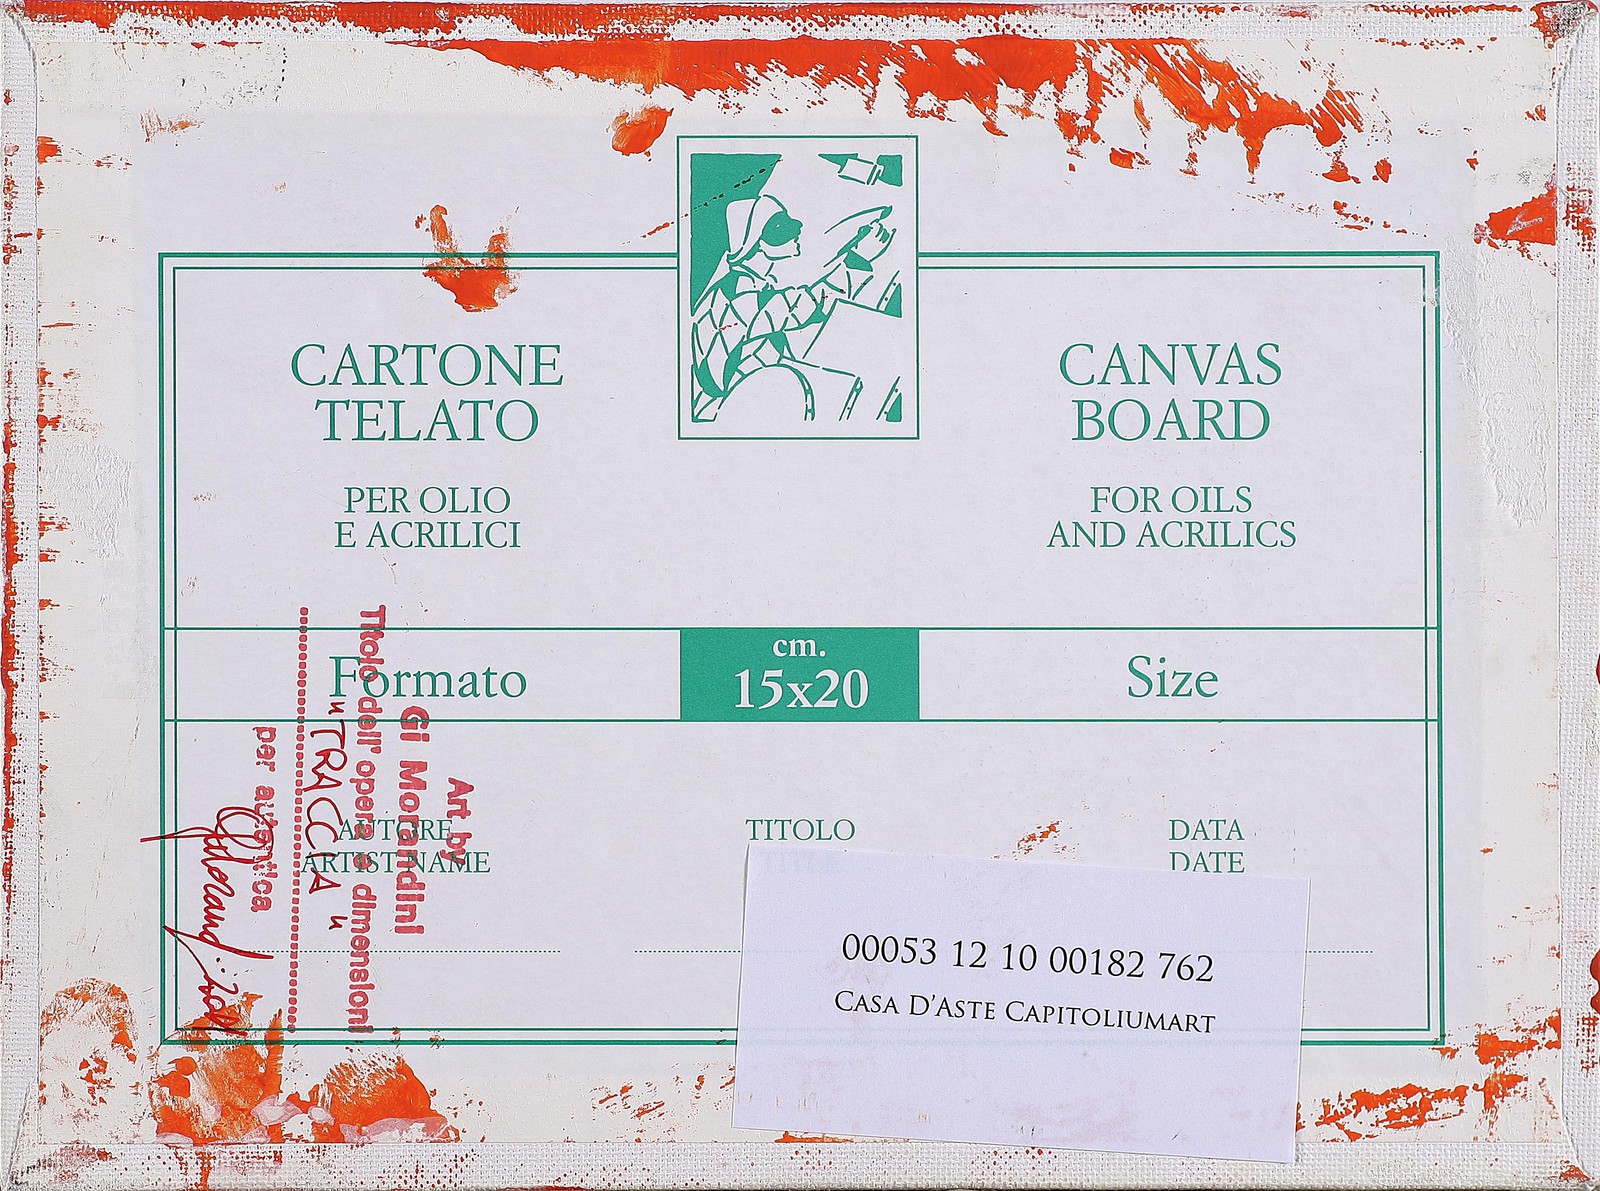 CARTONE
TELATO
PER OLIO
E ACRILICI
CANVAS
BOARD
FOR OILS
AND ACRILICS
Formato
cm.
15x20
Size
AUTORE
ARTIST NAME
TITOLO
DATA
DATE
Art by
Gi Morandini
Titolo dell'opera e dimensioni
"TRACCIA"
per autentica
00053 12 10 00182 762
CASA D'ASTE CAPITOLIUMART